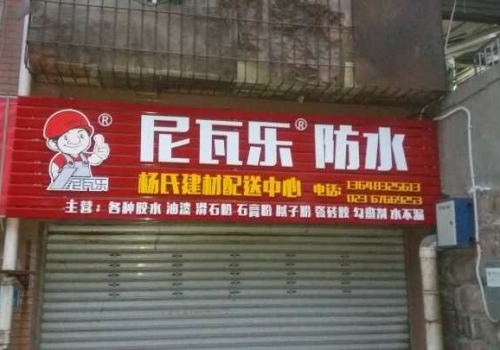 ® 尼瓦乐® 防水
尼瓦乐
杨氏建材配送中心 电话: 13648325613
023 67669253
主营: 各种胶水 油漆 滑石粉 石膏粉 腻子粉 瓷砖胶 勾缝剂 水不漏